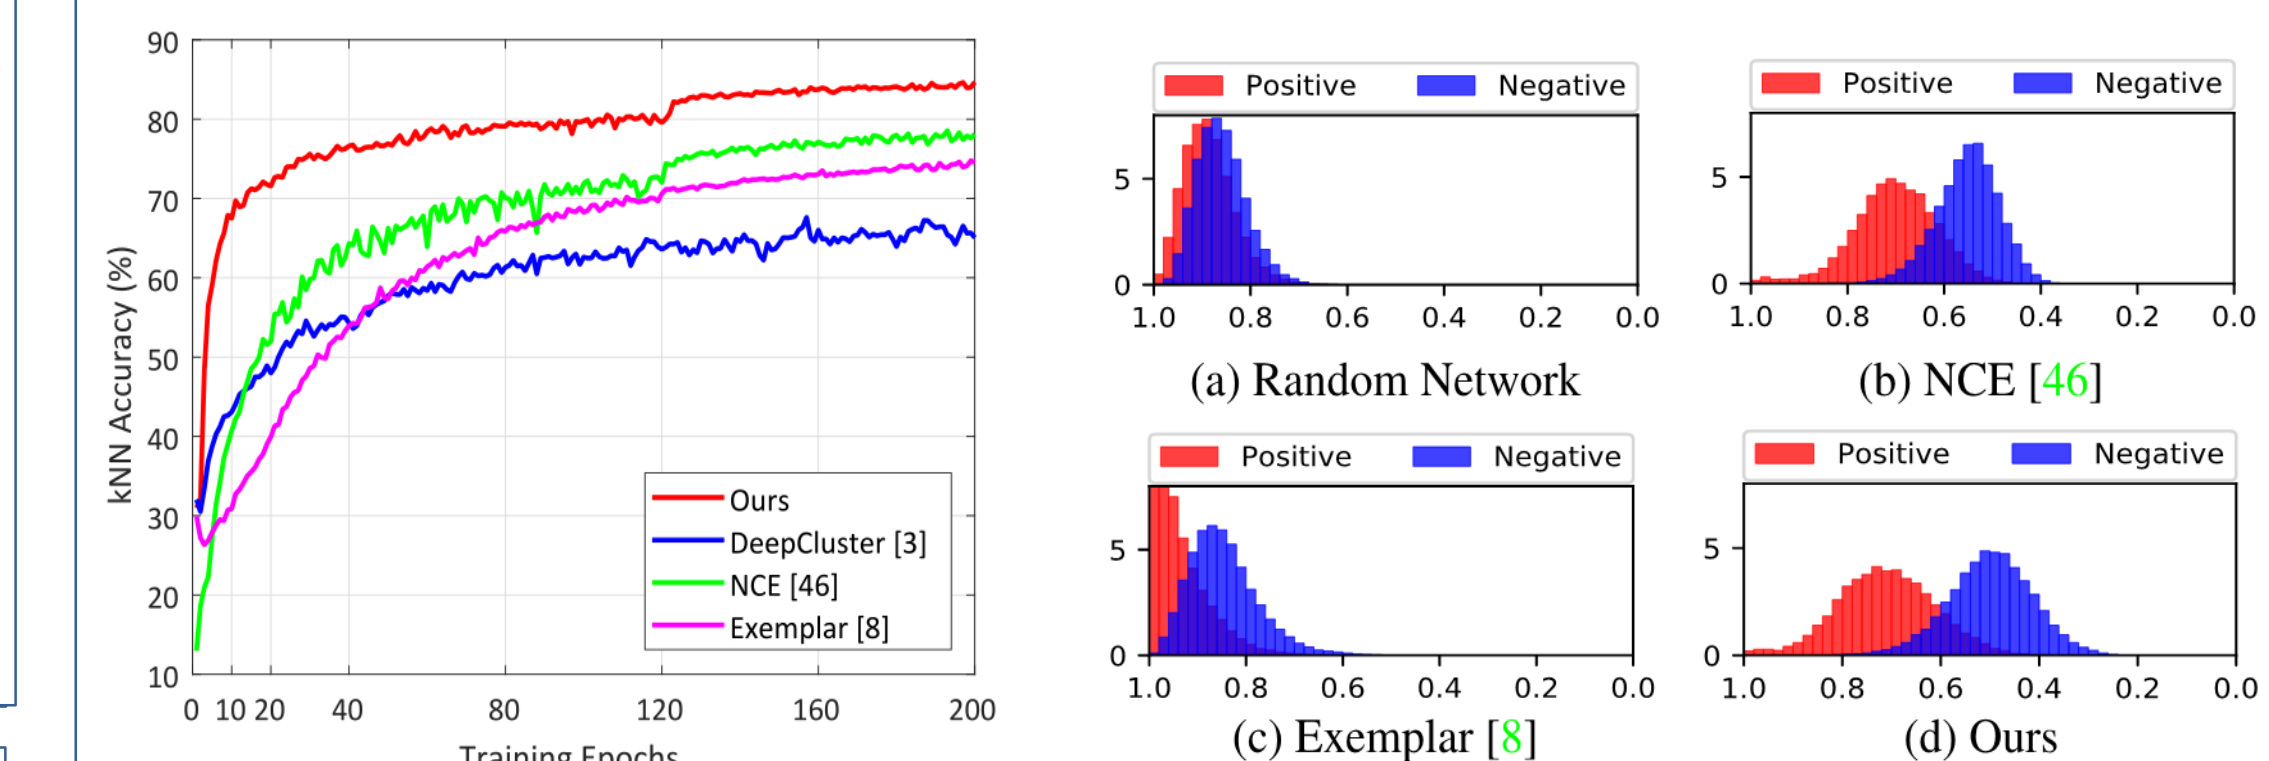 90
80
70
60
50
40
30
20
10
kNN Accuracy (%)
0 10 20 40 80 120 160 200
Training Epochs
Ours
DeepCluster [3]
NCE [46]
Exemplar [8]
Positive Negative
5
0
1.0 0.8 0.6 0.4 0.2 0.0
(a) Random Network
Positive Negative
5
0
1.0 0.8 0.6 0.4 0.2 0.0
(b) NCE [46]
Positive Negative
5
0
1.0 0.8 0.6 0.4 0.2 0.0
(c) Exemplar [8]
Positive Negative
5
0
1.0 0.8 0.6 0.4 0.2 0.0
(d) Ours